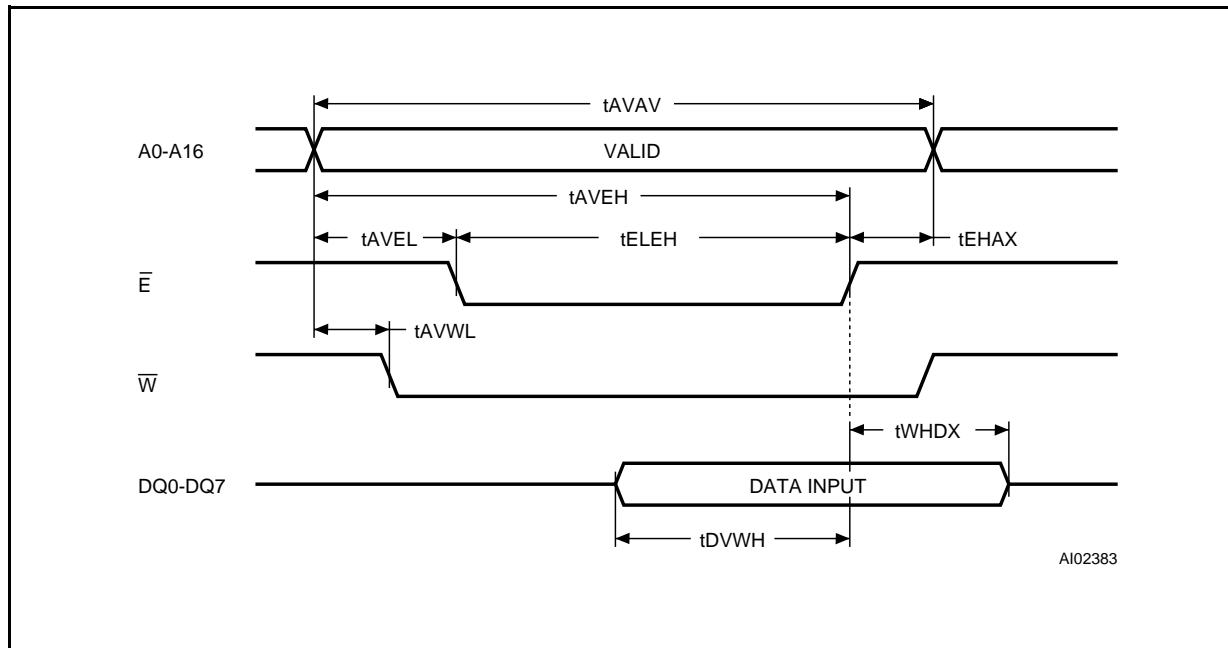 tAVAV
A0-A16
VALID
tAVEH
tAVEL
tELEH
tEHAX
E̅
tAVWL
W̅
tWHDX
DQ0-DQ7
DATA INPUT
tDVWH
AI02383